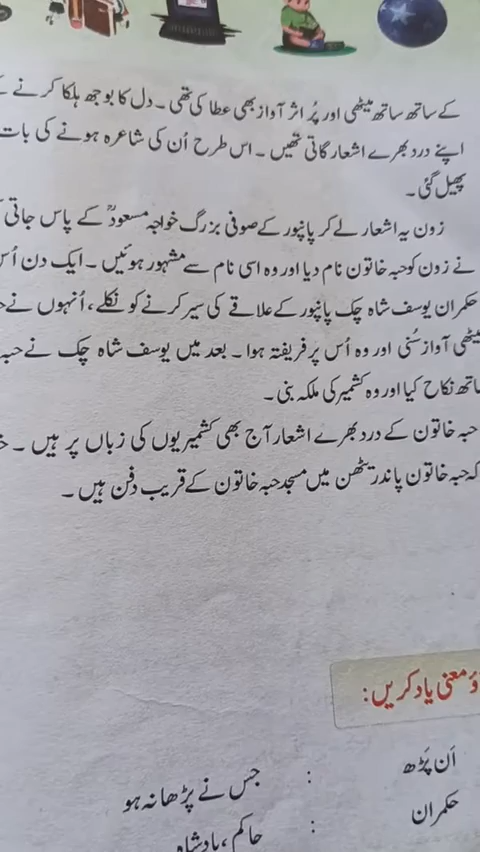 کے ساتھ ساتھ میٹھی اور پُر اثر آواز بھی عطا کی تھی۔ دل کا بوجھ ہلکا کرنے کے
اپنے درد بھرے اشعار گاتی تھیں۔ اس طرح اُن کی شاعرہ ہونے کی بات
پھیل گئی۔
زون یہ اشعار لے کر پانپور کے صوفی بزرگ خواجہ مسعودؒ کے پاس جاتی
نے زون کو حبہ خاتون نام دیا اور وہ اسی نام سے مشہور ہوئیں۔ ایک دن اُس
حکمران یوسف شاہ چک پانپور کے علاقے کی سیر کرنے کو نکلے، اُنہوں نے
میٹھی آواز سُنی اور وہ اُس پر فریفتہ ہوا۔ بعد میں یوسف شاہ چک نے حبہ
ساتھ نکاح کیا اور وہ کشمیر کی ملکہ بنی۔
حبہ خاتون کے درد بھرے اشعار آج بھی کشمیریوں کی زباں پر ہیں۔
کہ حبہ خاتون پاندریٹھن میں مسجد حبہ خاتون کے قریب دفن ہیں۔
معنی یاد کریں:
اَن پَڑھ : جس نے پڑھا نہ ہو
حکمران : حاکم، بادشاہ